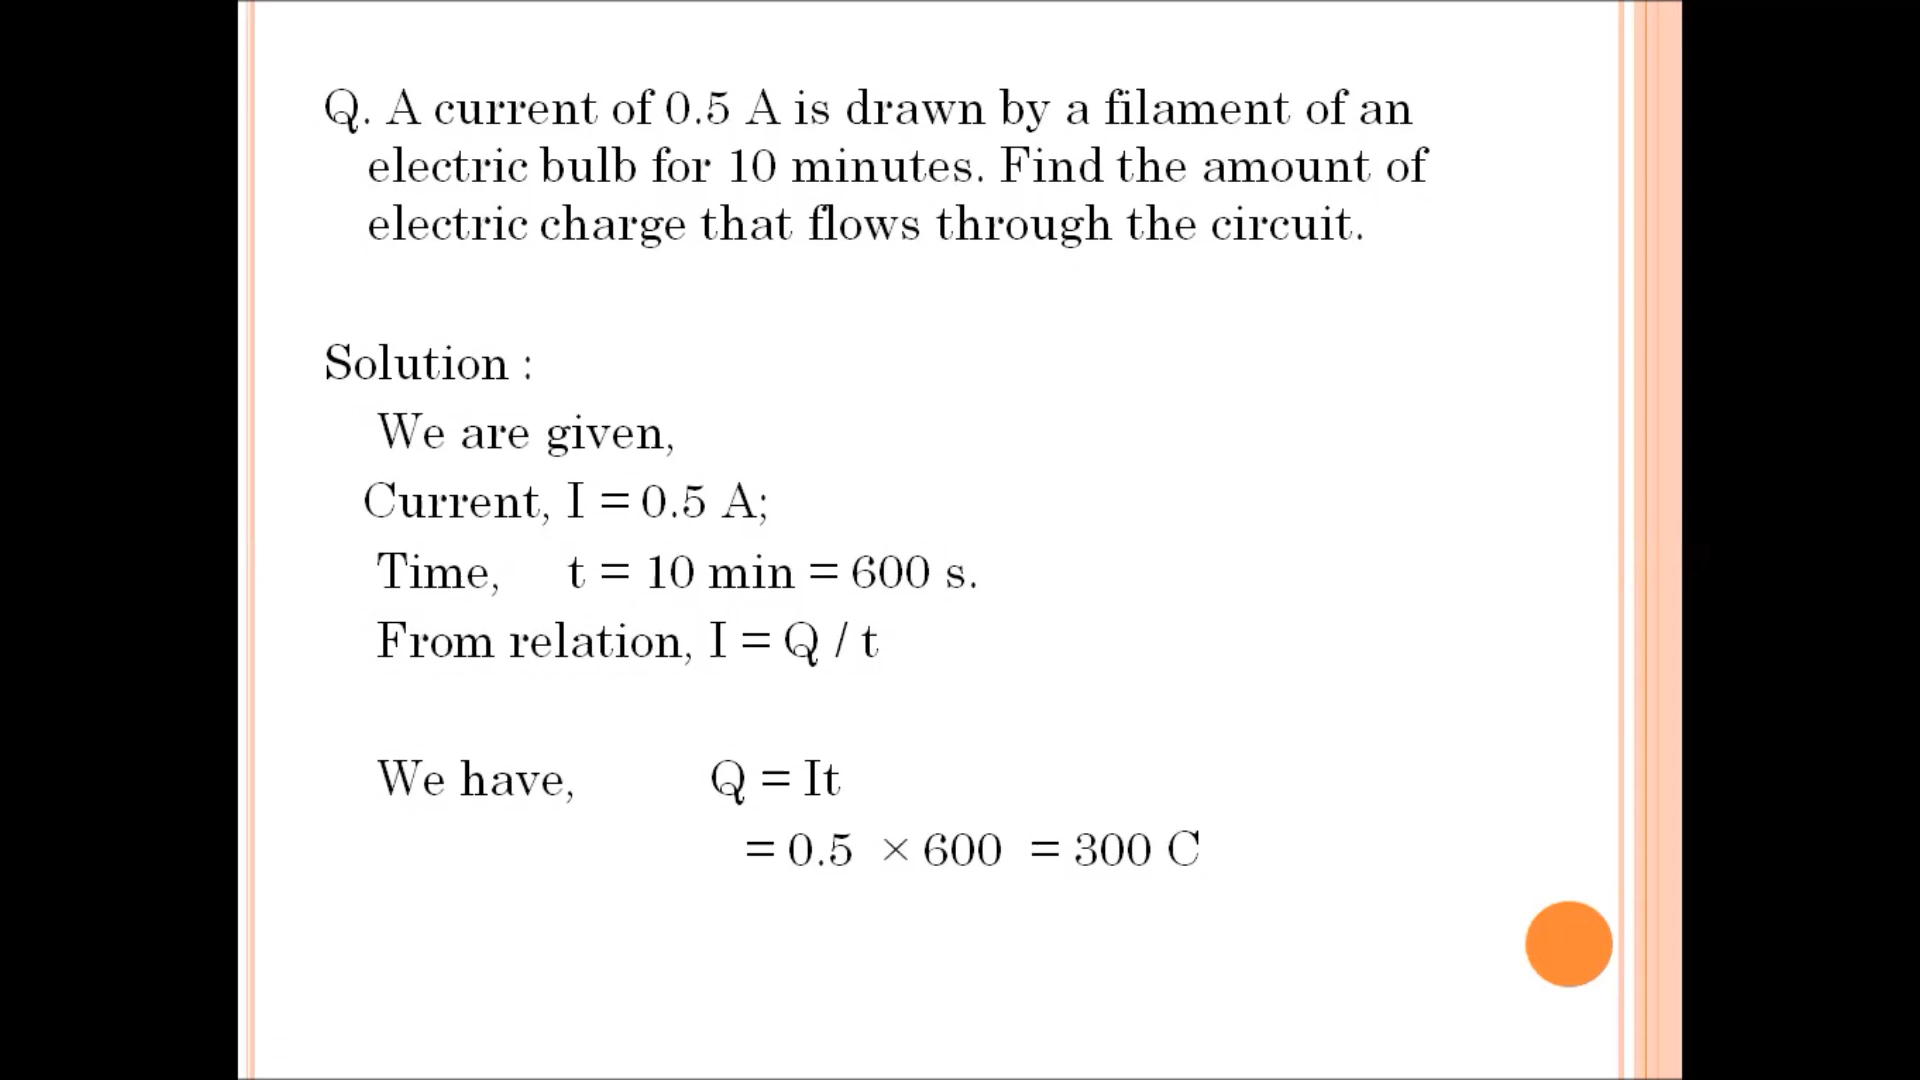 Q. A current of 0.5 A is drawn by a filament of an
electric bulb for 10 minutes. Find the amount of
electric charge that flows through the circuit.
Solution :
We are given,
Current, I = 0.5 A;
Time, t = 10 min = 600 s.
From relation, I = Q / t
We have, Q = It
= 0.5 × 600 = 300 C